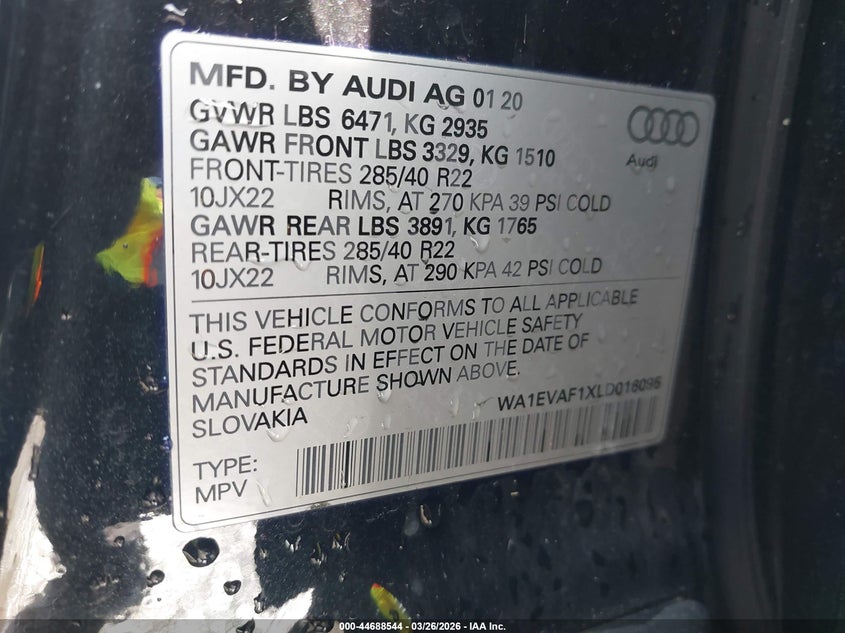 MFD. BY AUDI AG 01 20
GVWR LBS 6471, KG 2935
GAWR FRONT LBS 3329, KG 1510
FRONT-TIRES 285/40 R22
10JX22 RIMS, AT 270 KPA 39 PSI COLD
GAWR REAR LBS 3891, KG 1765
REAR-TIRES 285/40 R22
10JX22 RIMS, AT 290 KPA 42 PSI COLD
Audi
THIS VEHICLE CONFORMS TO ALL APPLICABLE
U.S. FEDERAL MOTOR VEHICLE SAFETY
STANDARDS IN EFFECT ON THE DATE OF
MANUFACTURE SHOWN ABOVE.
SLOVAKIA
WA1EVAF1XLD016095
TYPE:
MPV
000-44688544 - 03/26/2026 - IAA Inc.